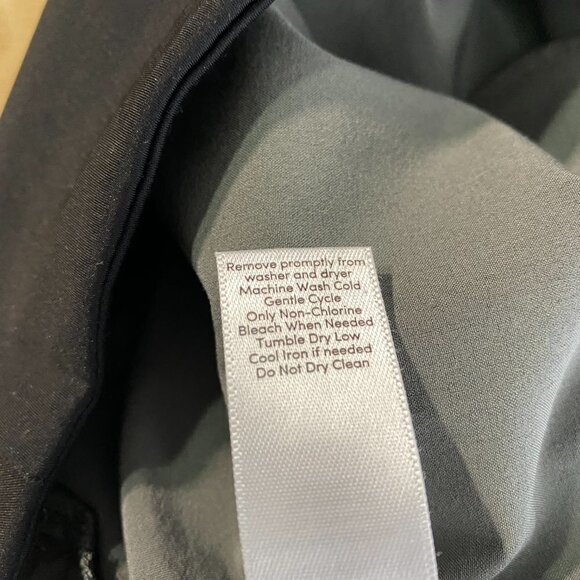 Remove promptly from
washer and dryer
Machine Wash Cold
Gentle Cycle
Only Non-Chlorine
Bleach When Needed
Tumble Dry Low
Cool Iron if needed
Do Not Dry Clean